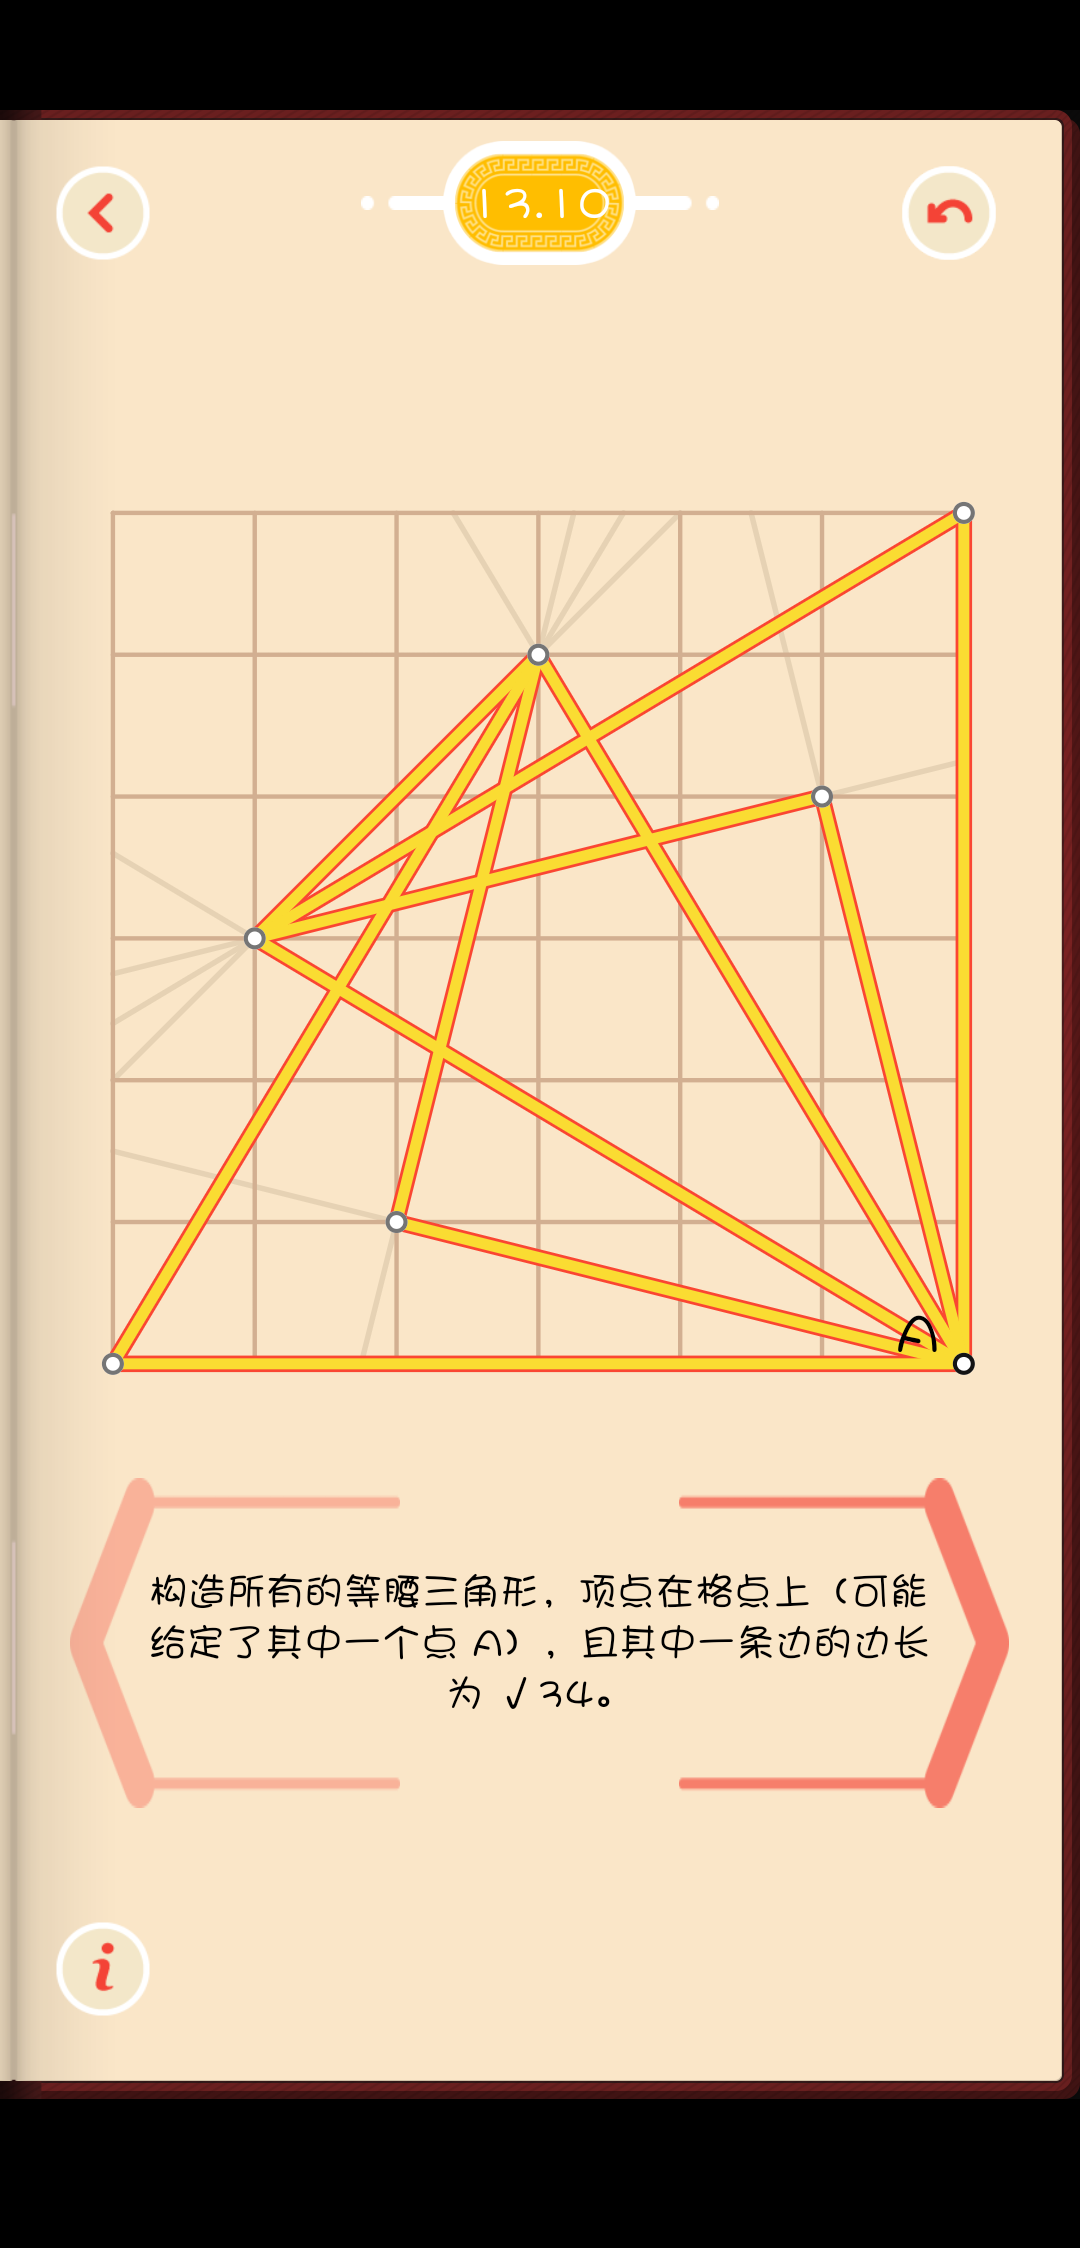 13.10
A
构造所有的等腰三角形，顶点在格点上（可能
给定了其中一个点 A），且其中一条边的边长
为 √34。
i